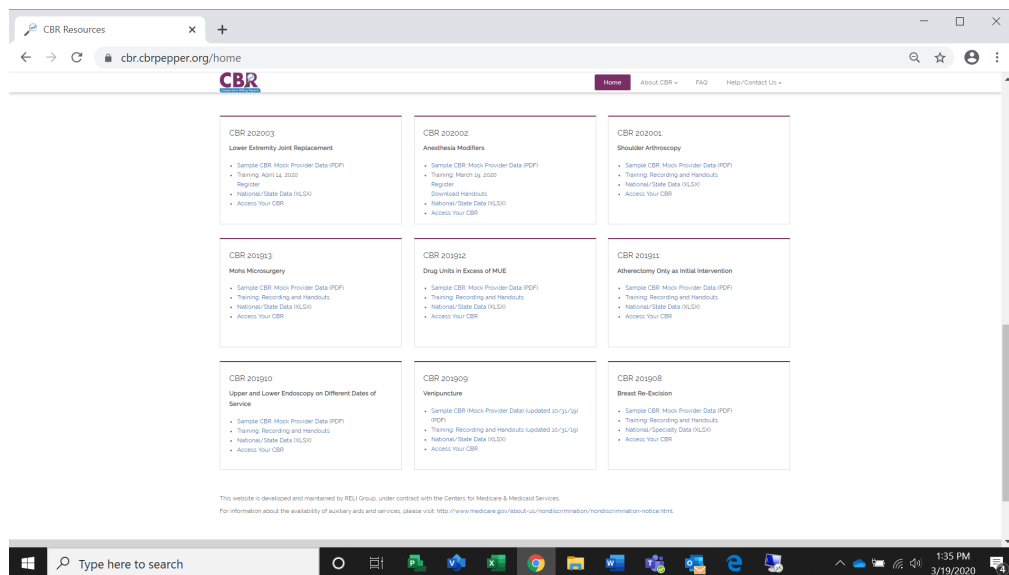 CBR Resources
cbr.cbrpepper.org/home
CBR
Home About CBR FAQ Help/Contact Us
CBR 202003:
Lower Extremity Joint Replacement
Sample CBR: Mock Provider Data (PDF)
Training: April 14, 2020
Register
National/State Data (XLSX)
Access Your CBR
CBR 202002:
Anesthesia Modifiers
Sample CBR: Mock Provider Data (PDF)
Training: March 19, 2020
Register
Download Handouts
National/State Data (XLSX)
Access Your CBR
CBR 202001:
Shoulder Arthroscopy
Sample CBR: Mock Provider Data (PDF)
Training: Recording and Handouts
National/State Data (XLSX)
Access Your CBR
CBR 201913:
Mohs Microsurgery
Sample CBR: Mock Provider Data (PDF)
Training: Recording and Handouts
National/State Data (XLSX)
Access Your CBR
CBR 201912:
Drug Units in Excess of MUE
Sample CBR: Mock Provider Data (PDF)
Training: Recording and Handouts
National/State Data (XLSX)
Access Your CBR
CBR 201911:
Atherectomy Only as Initial Intervention
Sample CBR: Mock Provider Data (PDF)
Training: Recording and Handouts
National/State Data (XLSX)
Access Your CBR
CBR 201910:
Upper and Lower Endoscopy on Different Dates of
Service
Sample CBR: Mock Provider Data (PDF)
Training: Recording and Handouts
National/State Data (XLSX)
Access Your CBR
CBR 201909:
Venipuncture
Sample CBR (Mock Provider Data) (updated 10/31/19)
(PDF)
Training: Recording and Handouts (updated 10/31/19)
National/State Data (XLSX)
Access Your CBR
CBR 201908:
Breast Re-Excision
Sample CBR: Mock Provider Data (PDF)
Training: Recording and Handouts
National/Specialty Data (XLSX)
Access Your CBR
This website is developed and maintained by RELI Group, under contract with the Centers for Medicare & Medicaid Services.
For information about the availability of auxiliary aids and services, please visit: http://www.medicare.gov/about-us/nondiscrimination/nondiscrimination-notice.html.
Type here to search
1:35 PM
3/19/2020
4